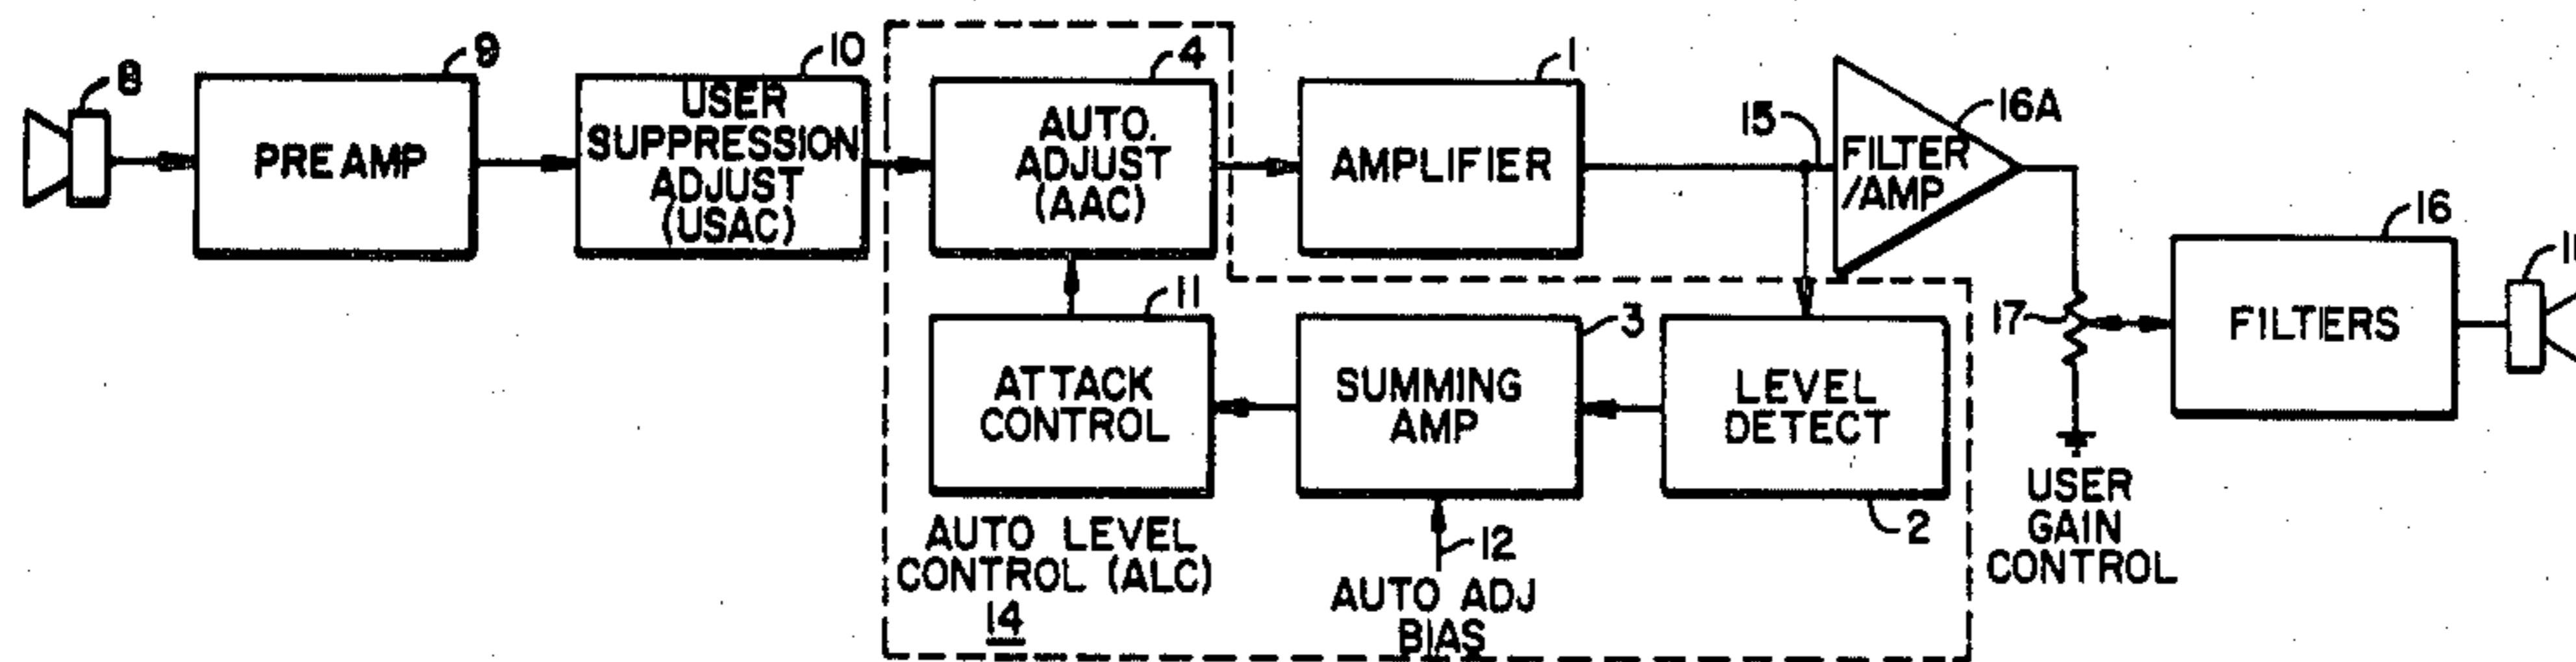 8
9
PREAMP
10
USER
SUPPRESSION
ADJUST
(USAC)
4
AUTO.
ADJUST
(AAC)
1
AMPLIFIER
15
16A
FILTER
/AMP
11
ATTACK
CONTROL
3
SUMMING
AMP
LEVEL
DETECT
2
12
AUTO ADJ
BIAS
AUTO LEVEL
CONTROL (ALC)
14
17
USER
GAIN
CONTROL
16
FILTERS